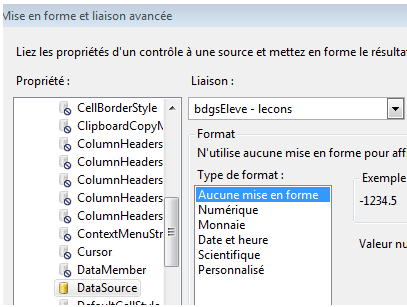 Mise en forme et liaison avancée
Liez les propriétés d'un contrôle à une source et mettez en forme le résulta
Propriété :
Liaison :
CellBorderStyle
ClipboardCopyM
ColumnHeaders
ColumnHeaders
ColumnHeaders
ColumnHeaders
ColumnHeaders
ContextMenuStr
Cursor
DataMember
DataSource
DefaultCellStyle
bdgsEleve - lecons
Format
N'utilise aucune mise en forme pour aff
Type de format :
Aucune mise en forme
Numérique
Monnaie
Date et heure
Scientifique
Personnalisé
Exemple
-1234.5
Valeur nu